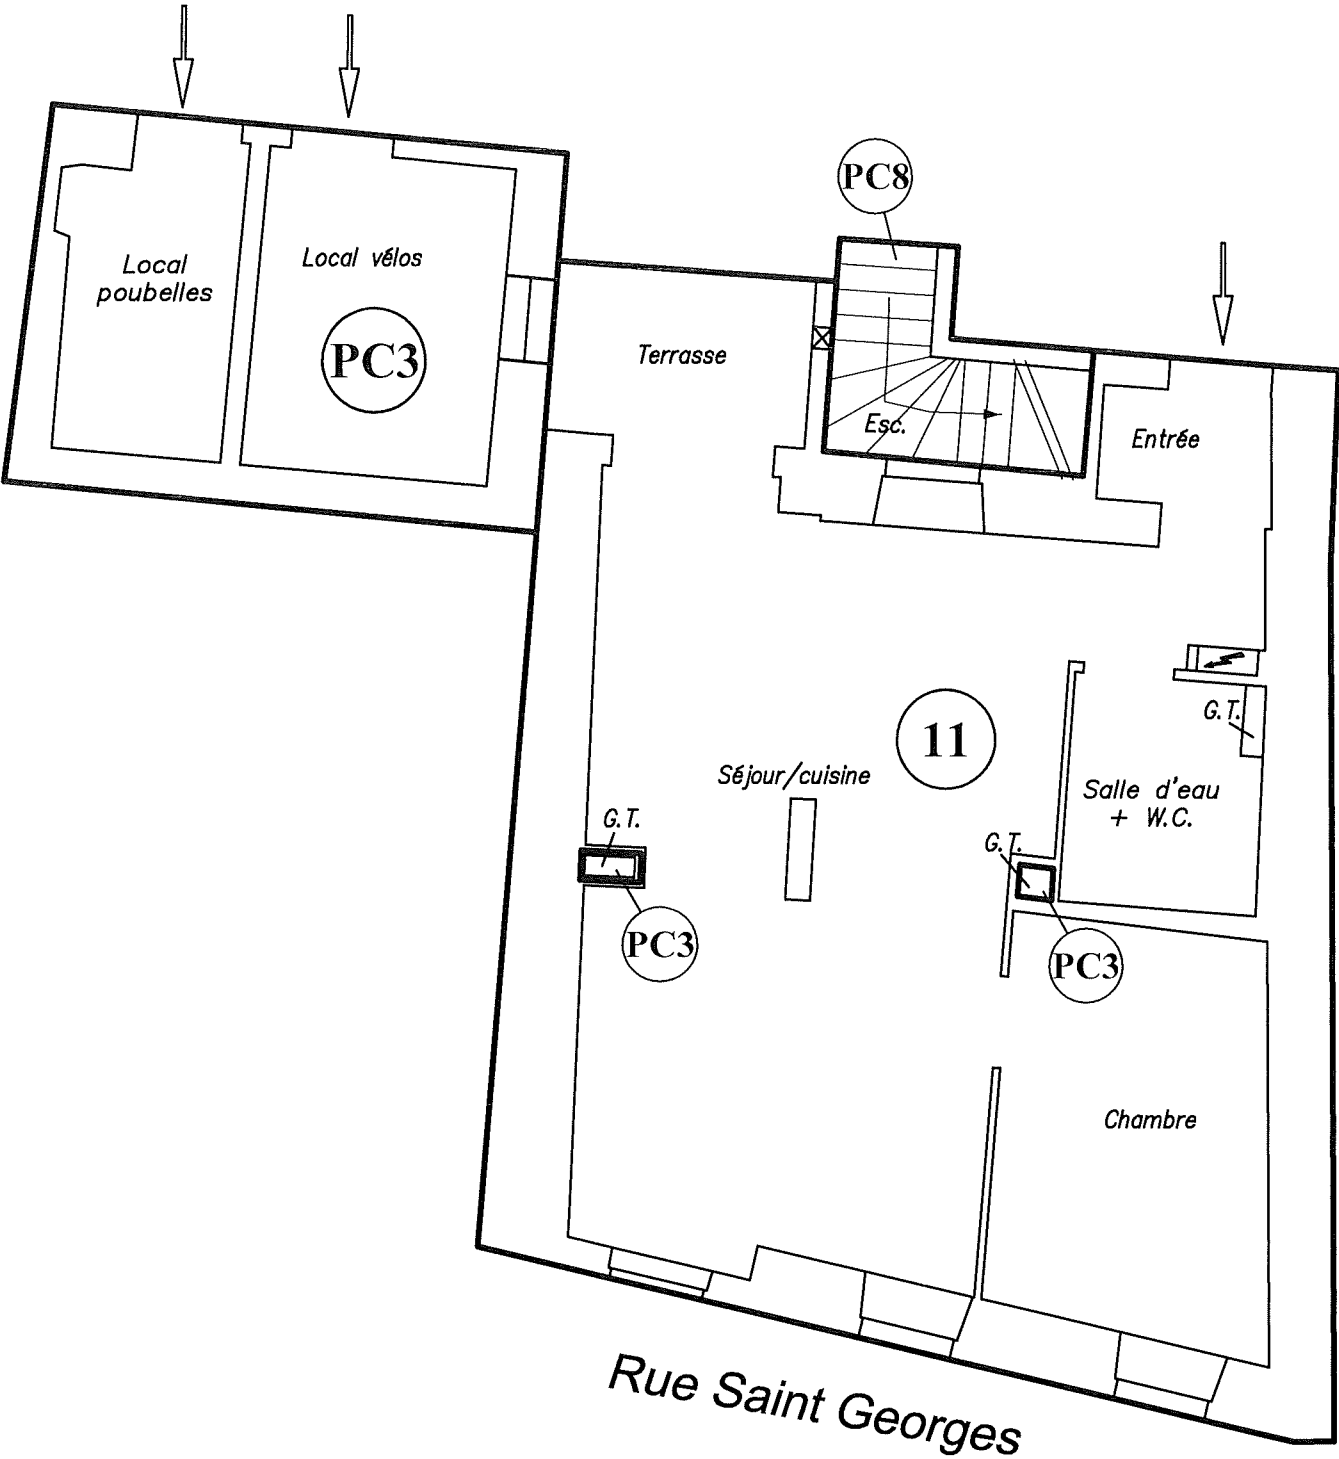 PC8
Local
poubelles
Local vélos
PC3
Terrasse
Esc.
Entrée
11
G.T.
Séjour/cuisine
Salle d'eau
+ W.C.
G.T.
G.T.
PC3
PC3
Chambre
Rue Saint Georges